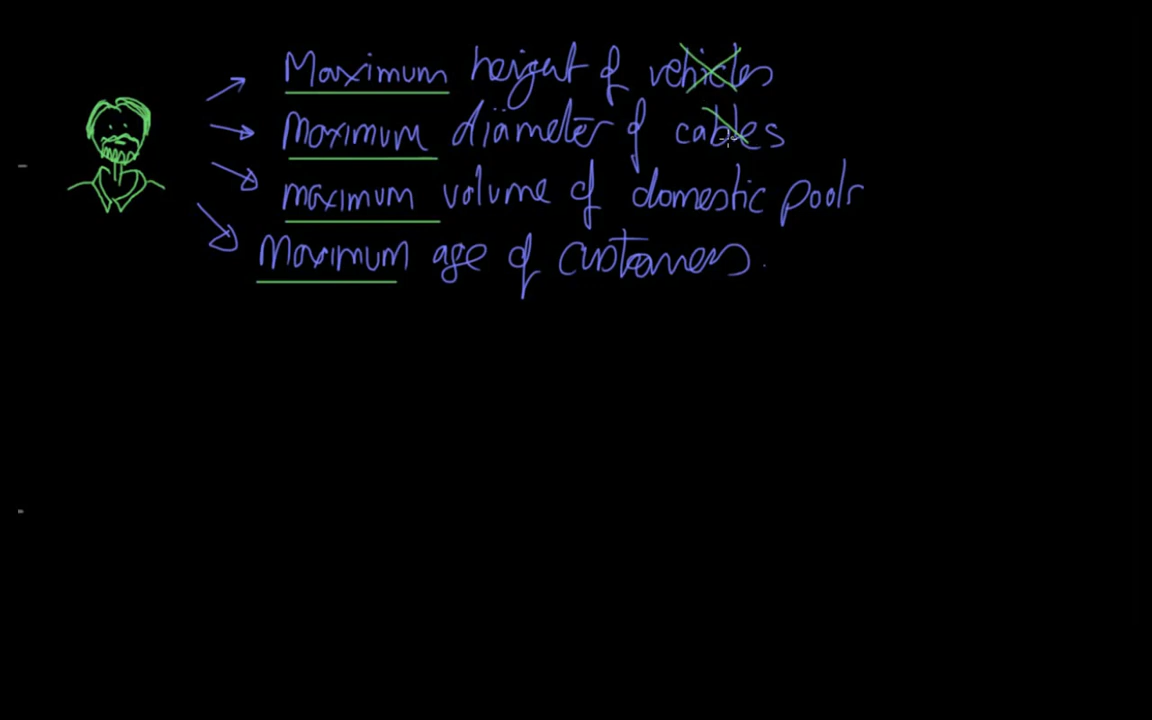 Maximum height of vehicles
Maximum diameter of cables
maximum volume of domestic pools
Maximum age of customers.